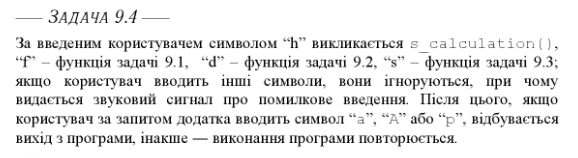 — ЗАДАЧА 9.4 —
За введеним користувачем символом “h” викликається s_calculation(),
“f” – функція задачі 9.1, “d” – функція задачі 9.2, “s” – функція задачі 9.3;
якщо користувач вводить інші символи, вони ігноруються, при чому
видається звуковий сигнал про помилкове введення. Після цього, якщо
користувач за запитом додатка вводить символ “a”, “A” або “p”, відбувається
вихід з програми, інакше — виконання програми повторюється.